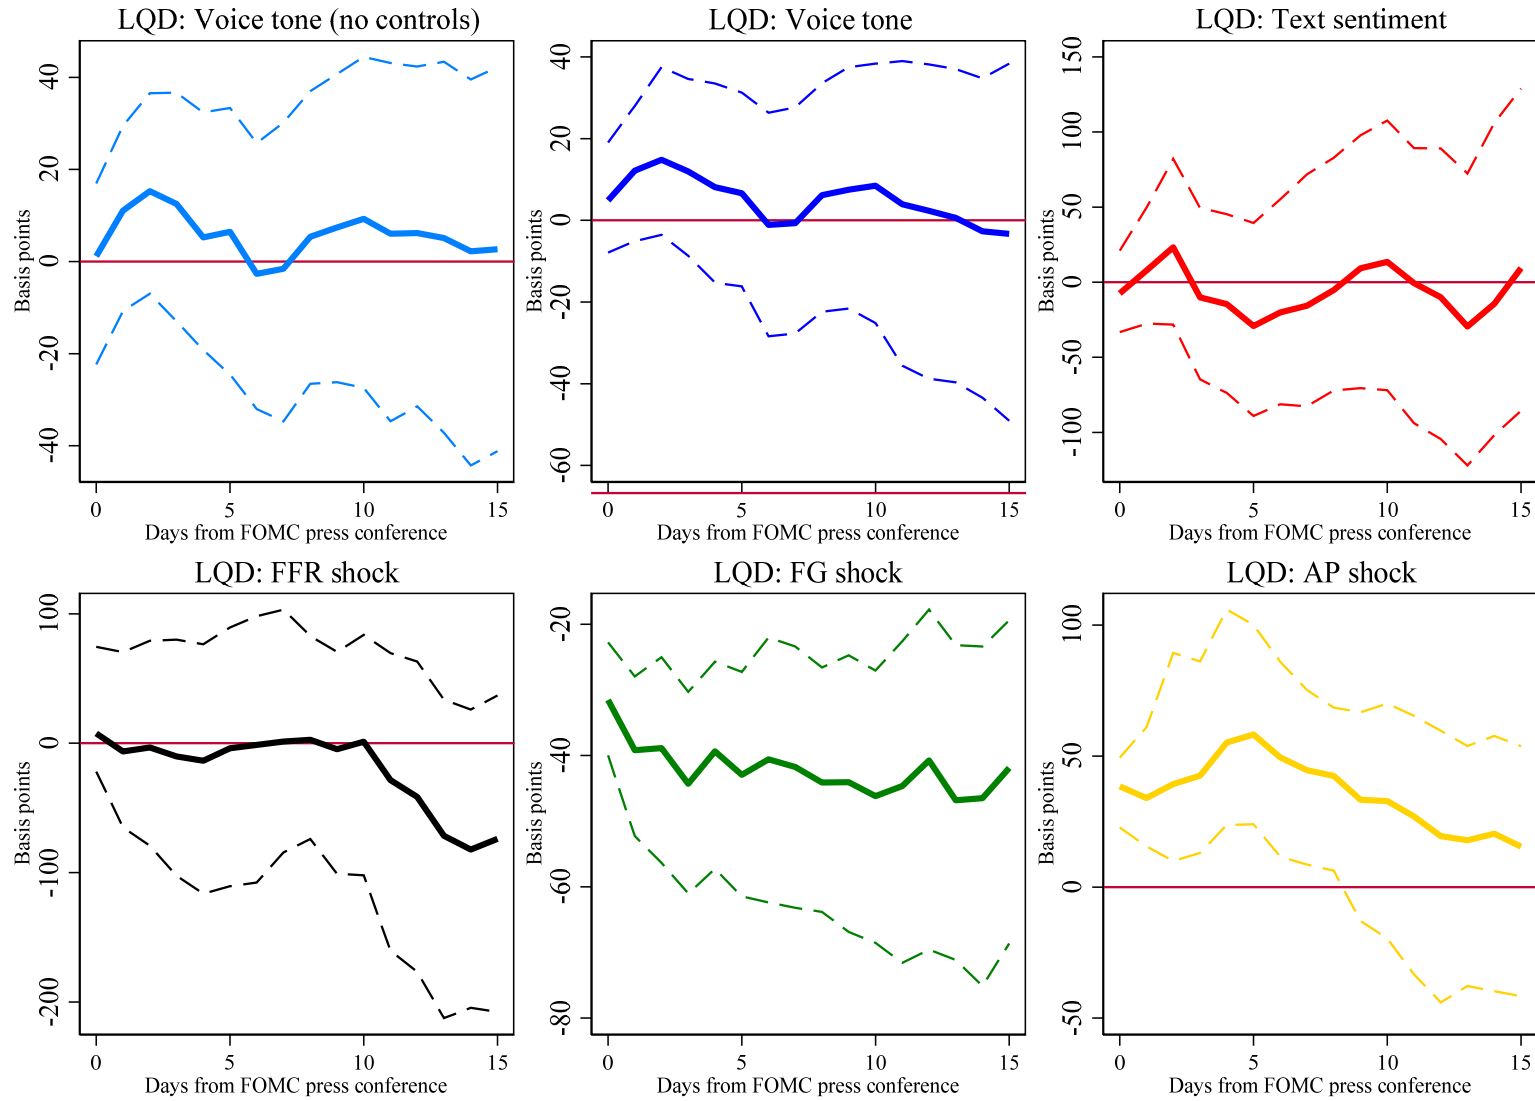 LQD: Voice tone (no controls)
Basis points
40
20
0
-20
-40
0 5 10 15
Days from FOMC press conference
LQD: Voice tone
Basis points
40
20
0
-20
-40
-60
0 5 10 15
Days from FOMC press conference
LQD: Text sentiment
Basis points
150
100
50
0
-50
-100
0 5 10 15
Days from FOMC press conference
LQD: FFR shock
Basis points
100
0
-100
-200
0 5 10 15
Days from FOMC press conference
LQD: FG shock
Basis points
-20
-40
-60
-80
0 5 10 15
Days from FOMC press conference
LQD: AP shock
Basis points
100
50
0
-50
0 5 10 15
Days from FOMC press conference